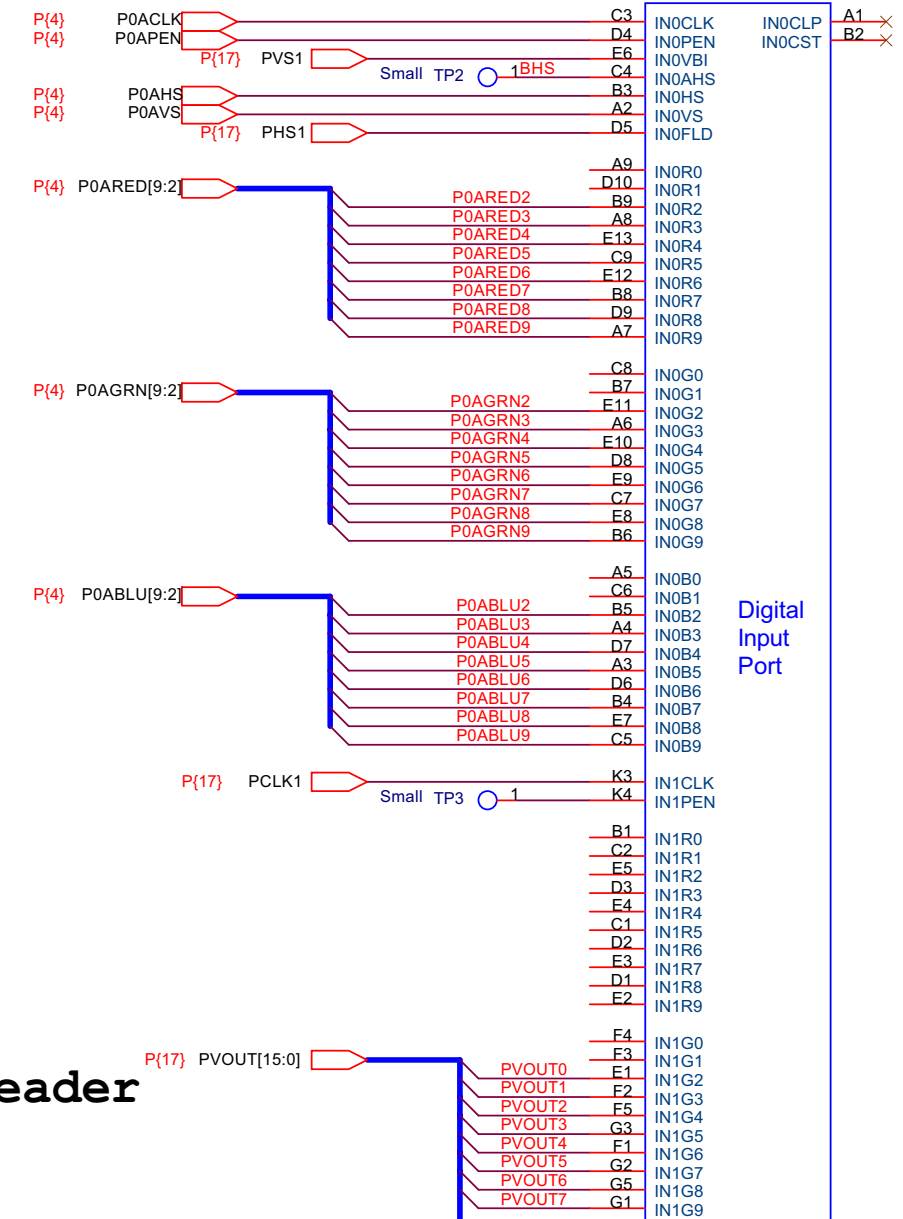 P{4} P0ACLK C3 IN0CLK IN0CLP A1
P{4} P0APEN D4 IN0PEN IN0CST B2
P{17} PVS1 E6 IN0VBI
Small TP2 1 BHS C4 IN0AHS
P{4} P0AHS B3 IN0HS
P{4} P0AVS A2 IN0VS
P{17} PHS1 D5 IN0FLD
A9 IN0R0
P{4} P0ARED[9:2] D10 IN0R1
P0ARED2 B9 IN0R2
P0ARED3 A8 IN0R3
P0ARED4 E13 IN0R4
P0ARED5 C9 IN0R5
P0ARED6 E12 IN0R6
P0ARED7 B8 IN0R7
P0ARED8 D9 IN0R8
P0ARED9 A7 IN0R9
C8 IN0G0
P{4} P0AGRN[9:2] B7 IN0G1
P0AGRN2 E11 IN0G2
P0AGRN3 A6 IN0G3
P0AGRN4 E10 IN0G4
P0AGRN5 D8 IN0G5
P0AGRN6 E9 IN0G6
P0AGRN7 C7 IN0G7
P0AGRN8 E8 IN0G8
P0AGRN9 B6 IN0G9
A5 IN0B0
P{4} P0ABLU[9:2] C6 IN0B1
P0ABLU2 B5 IN0B2 Digital
P0ABLU3 A4 IN0B3 Input
P0ABLU4 D7 IN0B4 Port
P0ABLU5 A3 IN0B5
P0ABLU6 D6 IN0B6
P0ABLU7 B4 IN0B7
P0ABLU8 E7 IN0B8
P0ABLU9 C5 IN0B9
P{17} PCLK1 K3 IN1CLK
Small TP3 1 K4 IN1PEN
B1 IN1R0
C2 IN1R1
E5 IN1R2
D3 IN1R3
E4 IN1R4
C1 IN1R5
D2 IN1R6
E3 IN1R7
D1 IN1R8
E2 IN1R9
F4 IN1G0
P{17} PVOUT[15:0] F3 IN1G1
eader PVOUT0 E1 IN1G2
PVOUT1 F2 IN1G3
PVOUT2 F5 IN1G4
PVOUT3 G3 IN1G5
PVOUT4 F1 IN1G6
PVOUT5 G2 IN1G7
PVOUT6 G5 IN1G8
PVOUT7 G1 IN1G9